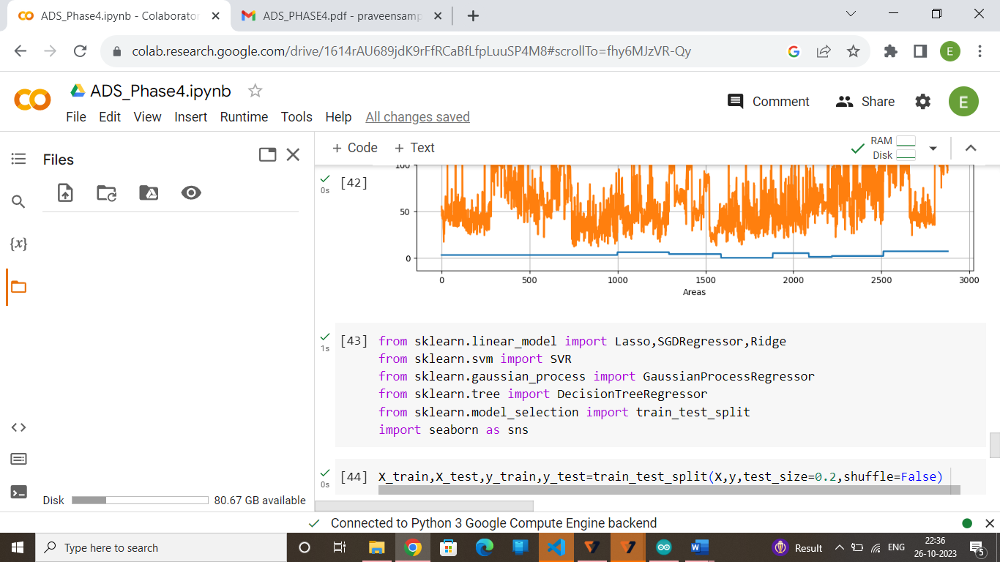 ADS_Phase4.ipynb - Colaborator
ADS_PHASE4.pdf - praveensamp
colab.research.google.com/drive/1614rAU689jdK9rFfRCaBfLfpLuuSP4M8#scrollTo=fhy6MJzVR-Qy
E
ADS_Phase4.ipynb
File Edit View Insert Runtime Tools Help All changes saved
Comment
Share
E
Files
+ Code + Text
RAM
Disk
{x}
[42]
0s
100
50
0
0 500 1000 1500 2000 2500 3000
Areas
[43]
1s
from sklearn.linear_model import Lasso,SGDRegressor,Ridge
from sklearn.svm import SVR
from sklearn.gaussian_process import GaussianProcessRegressor
from sklearn.tree import DecisionTreeRegressor
from sklearn.model_selection import train_test_split
import seaborn as sns
[44]
0s
X_train,X_test,y_train,y_test=train_test_split(X,y,test_size=0.2,shuffle=False)
Disk 80.67 GB available
Connected to Python 3 Google Compute Engine backend
Type here to search
Result
ENG
22:36
26-10-2023
5